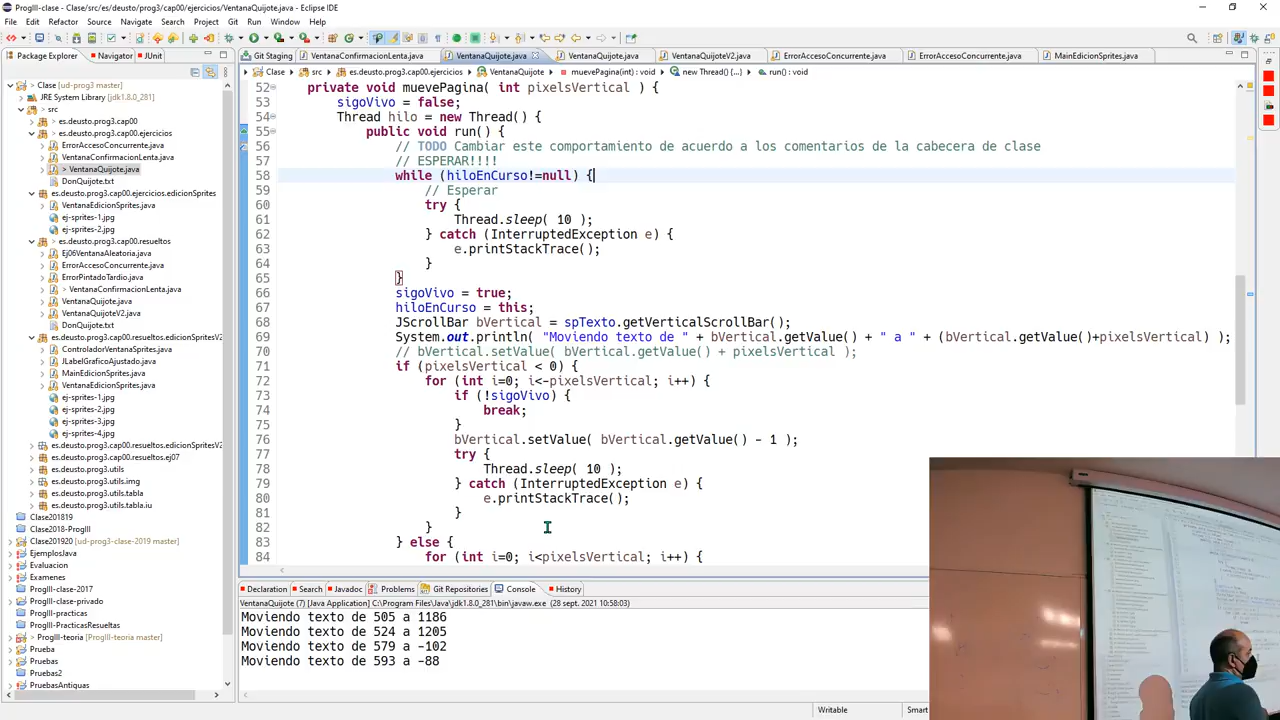 ProgIII-clase - Clase/src/es/deusto/prog3/cap00/ejercicios/VentanaQuijote.java - Eclipse IDE
File Edit Refactor Source Navigate Search Project Git Run Window Help
Package Explorer Navigator JUnit
Git Staging VentanaConfirmacionLenta.java VentanaQuijote.java VentanaQuijote.java VentanaQuijoteV2.java ErrorAccesoConcurrente.java ErrorAccesoConcurrente.java MainEdicionSprites.java
Clase src es.deusto.prog3.cap00.ejercicios VentanaQuijote muevePagina(int) : void new Thread() {...} run() : void
Clase [ud-prog3 master]
JRE System Library [jdk1.8.0_281]
src
es.deusto.prog3.cap00
es.deusto.prog3.cap00.ejercicios
ErrorAccesoConcurrente.java
VentanaConfirmacionLenta.java
> VentanaQuijote.java
DonQuijote.txt
es.deusto.prog3.cap00.ejercicios.edicionSprite
VentanaEdicionSprites.java
ej-sprites-1.jpg
ej-sprites-2.jpg
es.deusto.prog3.cap00.resueltos
Ej06VentanaAleatoria.java
ErrorAccesoConcurrente.java
ErrorPintadoTardio.java
> VentanaConfirmacionLenta.java
VentanaQuijote.java
VentanaQuijoteV2.java
DonQuijote.txt
es.deusto.prog3.cap00.resueltos.edicionSprites
ControladorVentanaSprites.java
JLabelGraficoAjustado.java
MainEdicionSprites.java
VentanaEdicionSprites.java
ej-sprites-1.jpg
ej-sprites-2.jpg
ej-sprites-3.jpg
ej-sprites-4.jpg
es.deusto.prog3.cap00.resueltos.edicionSpritesV2
es.deusto.prog3.cap00.resueltos.ej07
es.deusto.prog3.utils
es.deusto.prog3.utils.img
es.deusto.prog3.utils.tabla
es.deusto.prog3.utils.tabla.iu
Clase201819
Clase2018-ProgIII
Clase201920 [ud-prog3-clase-2019 master]
EjemplosJava
Evaluacion
Examenes
ProgIII-clase-2017
ProgIII-clase-privado
ProgIII-practicas
ProgIII-PracticasResueltas
> ProgIII-teoria [ProgIII-teoria master]
Prueba
Pruebas
Pruebas2
PruebasAntiguas
52 private void muevePagina( int pixelsVertical ) {
53 sigoVivo = false;
54 Thread hilo = new Thread() {
55 public void run() {
56 // TODO Cambiar este comportamiento de acuerdo a los comentarios de la cabecera de clase
57 // ESPERAR!!!!
58 while (hiloEnCurso!=null) {
59 // Esperar
60 try {
61 Thread.sleep( 10 );
62 } catch (InterruptedException e) {
63 e.printStackTrace();
64 }
65 }
66 sigoVivo = true;
67 hiloEnCurso = this;
68 JScrollBar bVertical = spTexto.getVerticalScrollBar();
69 System.out.println( "Moviendo texto de " + bVertical.getValue() + " a " + (bVertical.getValue()+pixelsVertical) );
70 // bVertical.setValue( bVertical.getValue() + pixelsVertical );
71 if (pixelsVertical < 0) {
72 for (int i=0; i<-pixelsVertical; i++) {
73 if (!sigoVivo) {
74 break;
75 }
76 bVertical.setValue( bVertical.getValue() - 1 );
77 try {
78 Thread.sleep( 10 );
79 } catch (InterruptedException e) {
80 e.printStackTrace();
81 }
82 }
83 } else {
84 for (int i=0; i<pixelsVertical; i++) {
Declaration Search Javadoc Problems Git Repositories Console History
VentanaQuijote (7) [Java Application] C:\Program Files\Java\jdk1.8.0_281\bin\javaw.exe (28 sept. 2021 10:58:03)
Moviendo texto de 505 a 1186
Moviendo texto de 524 a 1205
Moviendo texto de 579 a -102
Moviendo texto de 593 a -88
Writable Smart